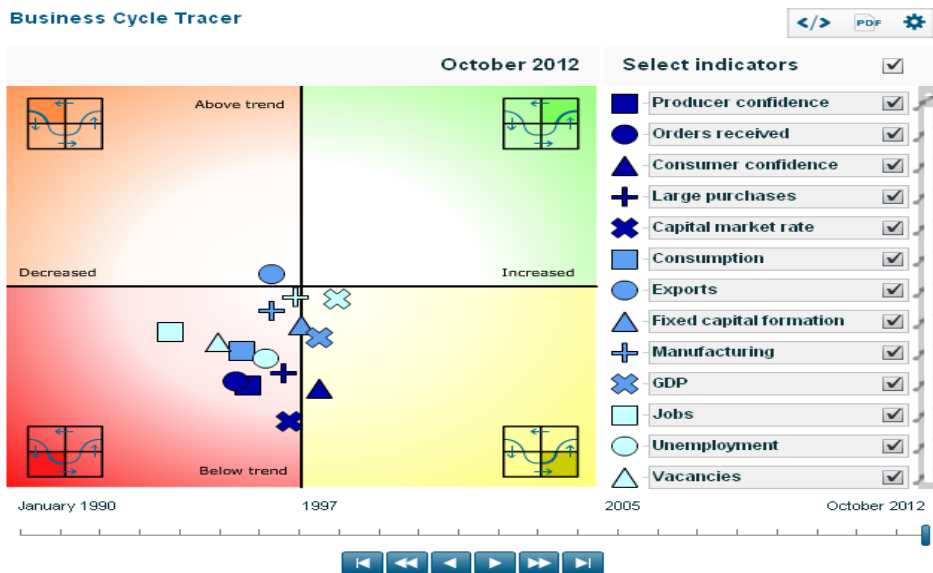 Business Cycle Tracer
</> PDF
October 2012
Select indicators
Above trend
Decreased
Increased
Below trend
Producer confidence
Orders received
Consumer confidence
Large purchases
Capital market rate
Consumption
Exports
Fixed capital formation
Manufacturing
GDP
Jobs
Unemployment
Vacancies
January 1990 1997 2005 October 2012